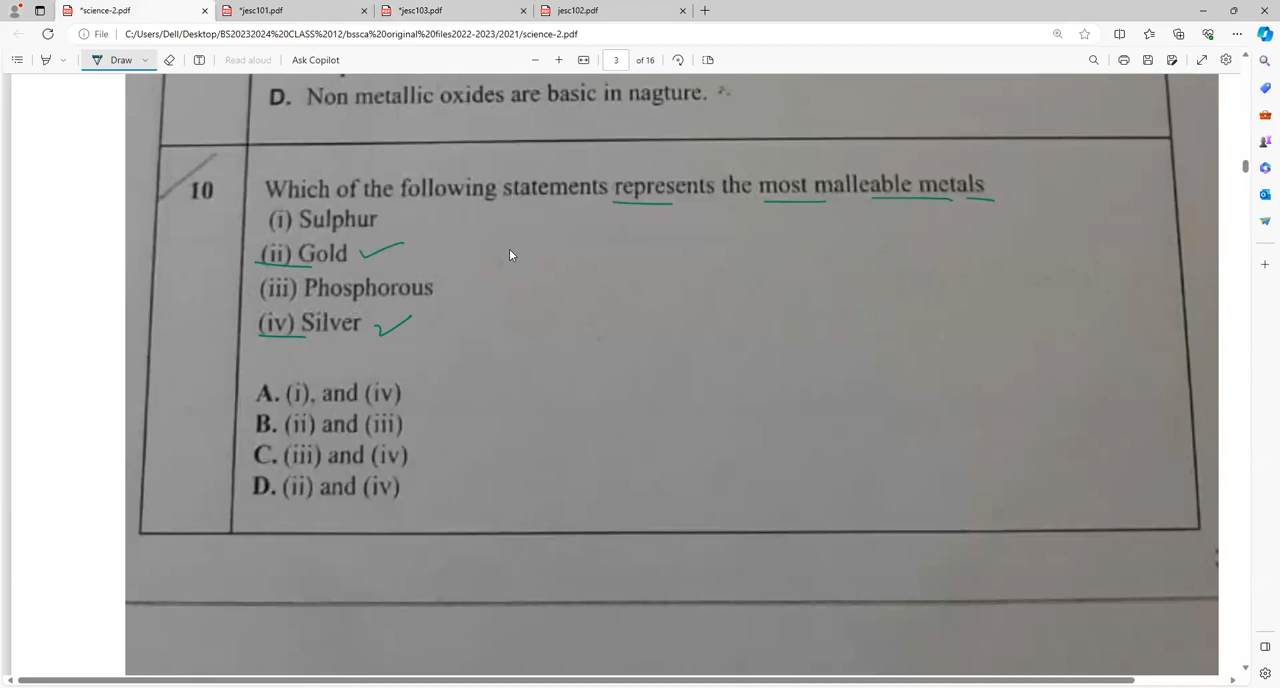 *science-2.pdf
*jesc101.pdf
*jesc103.pdf
jesc102.pdf
File
C:/Users/Dell/Desktop/BS20232024%20CLASS%2012/bssca%20original%20files2022-2023/2021/science-2.pdf
Draw
Read aloud
Ask Copilot
3 of 16
D. Non metallic oxides are basic in nagture.
10
Which of the following statements represents the most malleable metals
(i) Sulphur
(ii) Gold
(iii) Phosphorous
(iv) Silver
A. (i), and (iv)
B. (ii) and (iii)
C. (iii) and (iv)
D. (ii) and (iv)